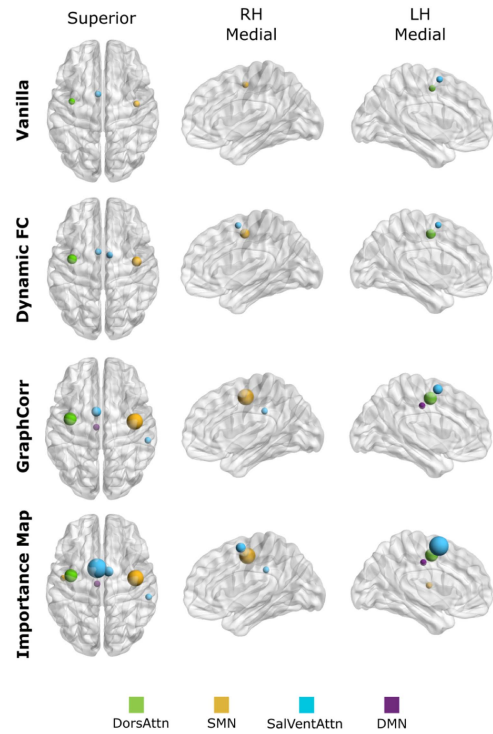 Superior
RH
Medial
LH
Medial
Vanilla
Dynamic FC
GraphCorr
Importance Map
DorsAttn
SMN
SalVentAttn
DMN